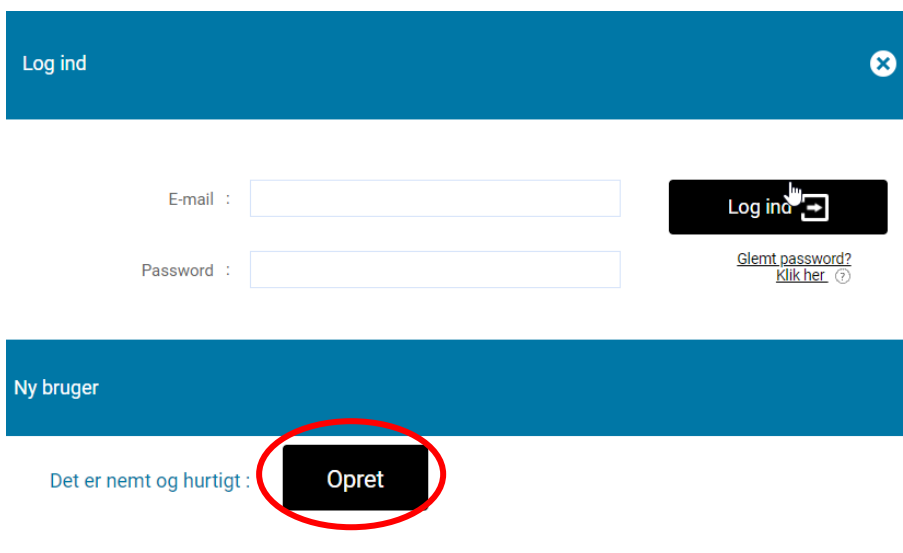 Log ind
E-mail :
Log ind
Password :
Glemt password?
Klik her ?
Ny bruger
Det er nemt og hurtigt :
Opret